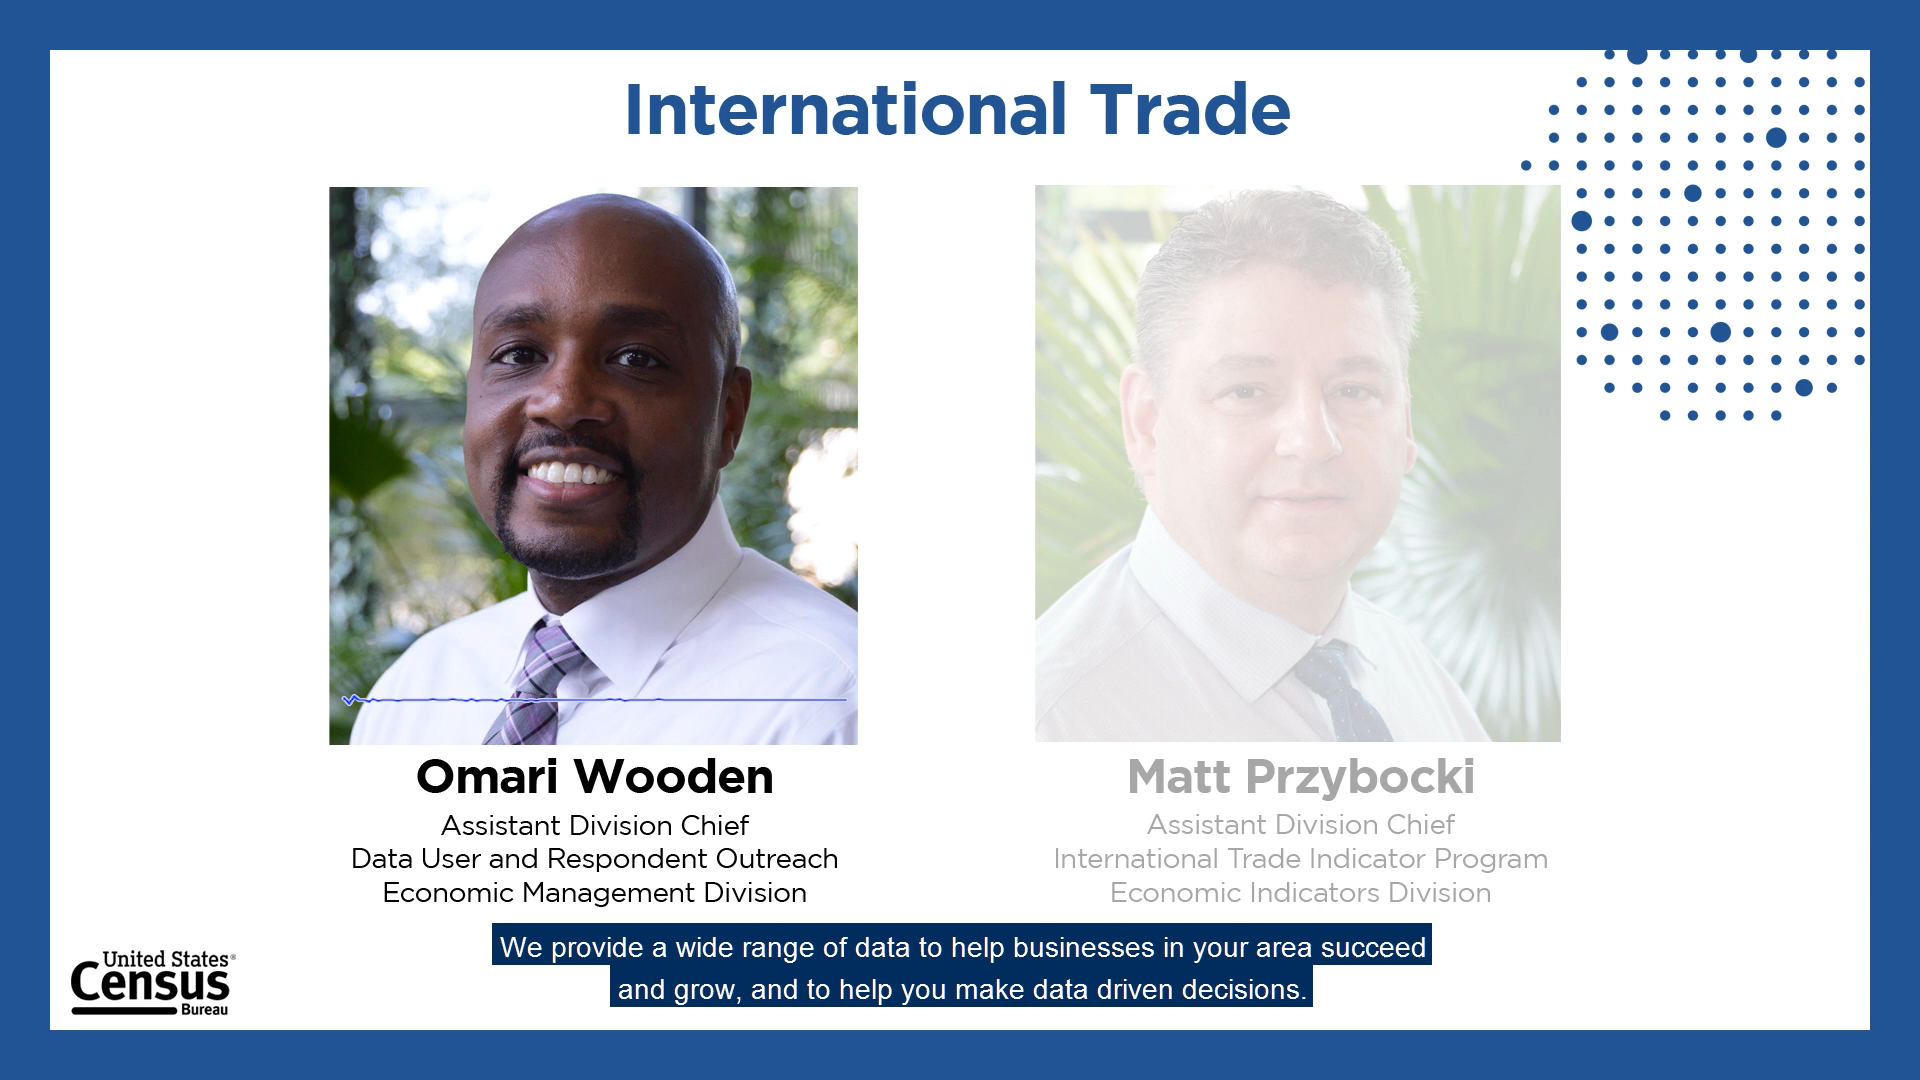 International Trade
Omari Wooden
Assistant Division Chief
Data User and Respondent Outreach
Economic Management Division
Matt Przybocki
Assistant Division Chief
International Trade Indicator Program
Economic Indicators Division
We provide a wide range of data to help businesses in your area succeed
and grow, and to help you make data driven decisions.
United States®
Census
Bureau